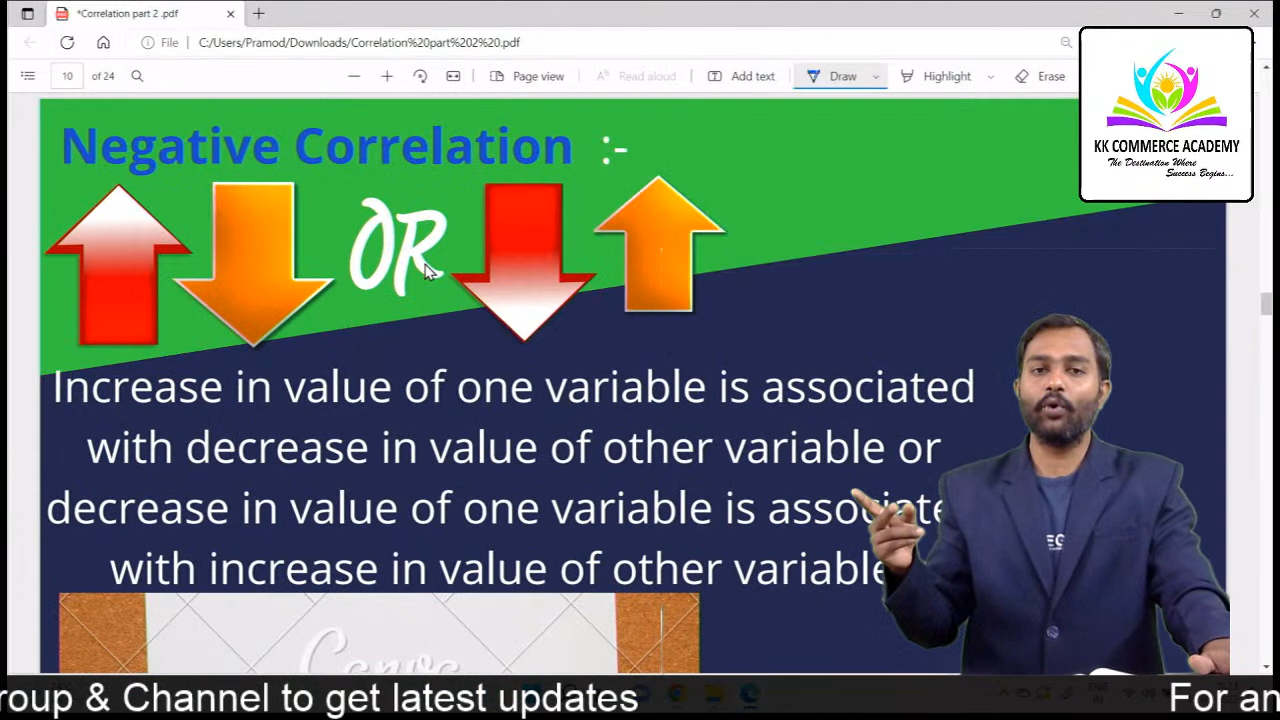 *Correlation part 2 .pdf
File
C:/Users/Pramod/Downloads/Correlation%20part%202%20.pdf
10 of 24
Page view
Read aloud
Add text
Draw
Highlight
Erase
KK COMMERCE ACADEMY
The Destination Where
Success Begins...
Negative Correlation :-
OR
Increase in value of one variable is associated
with decrease in value of other variable or
decrease in value of one variable is associate
with increase in value of other variable
Canva
ENG
roup & Channel to get latest updates
For an